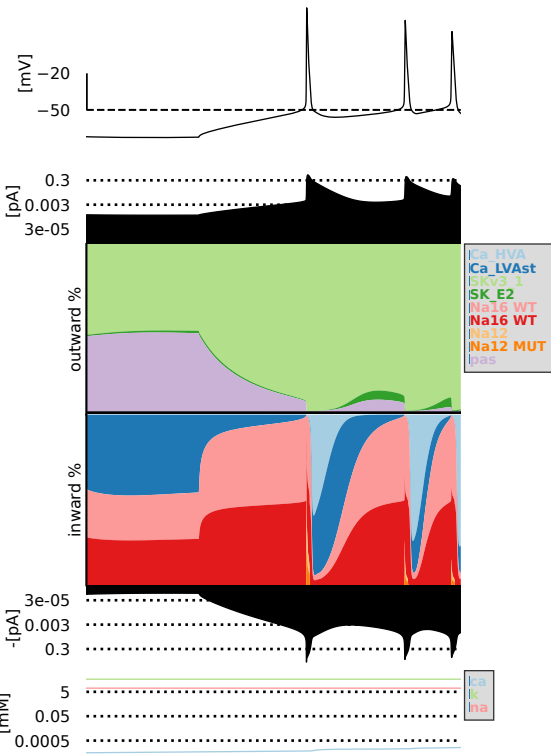 [mV]
−20
−50
[pA]
0.3
0.003
3e-05
outward %
Ca_HVA
Ca_LVAst
SKv3_1
SK_E2
Na16 WT
Na16 WT
Na12
Na12 MUT
pas
inward %
-[pA]
3e-05
0.003
0.3
[mM]
5
0.05
0.0005
ca
k
na